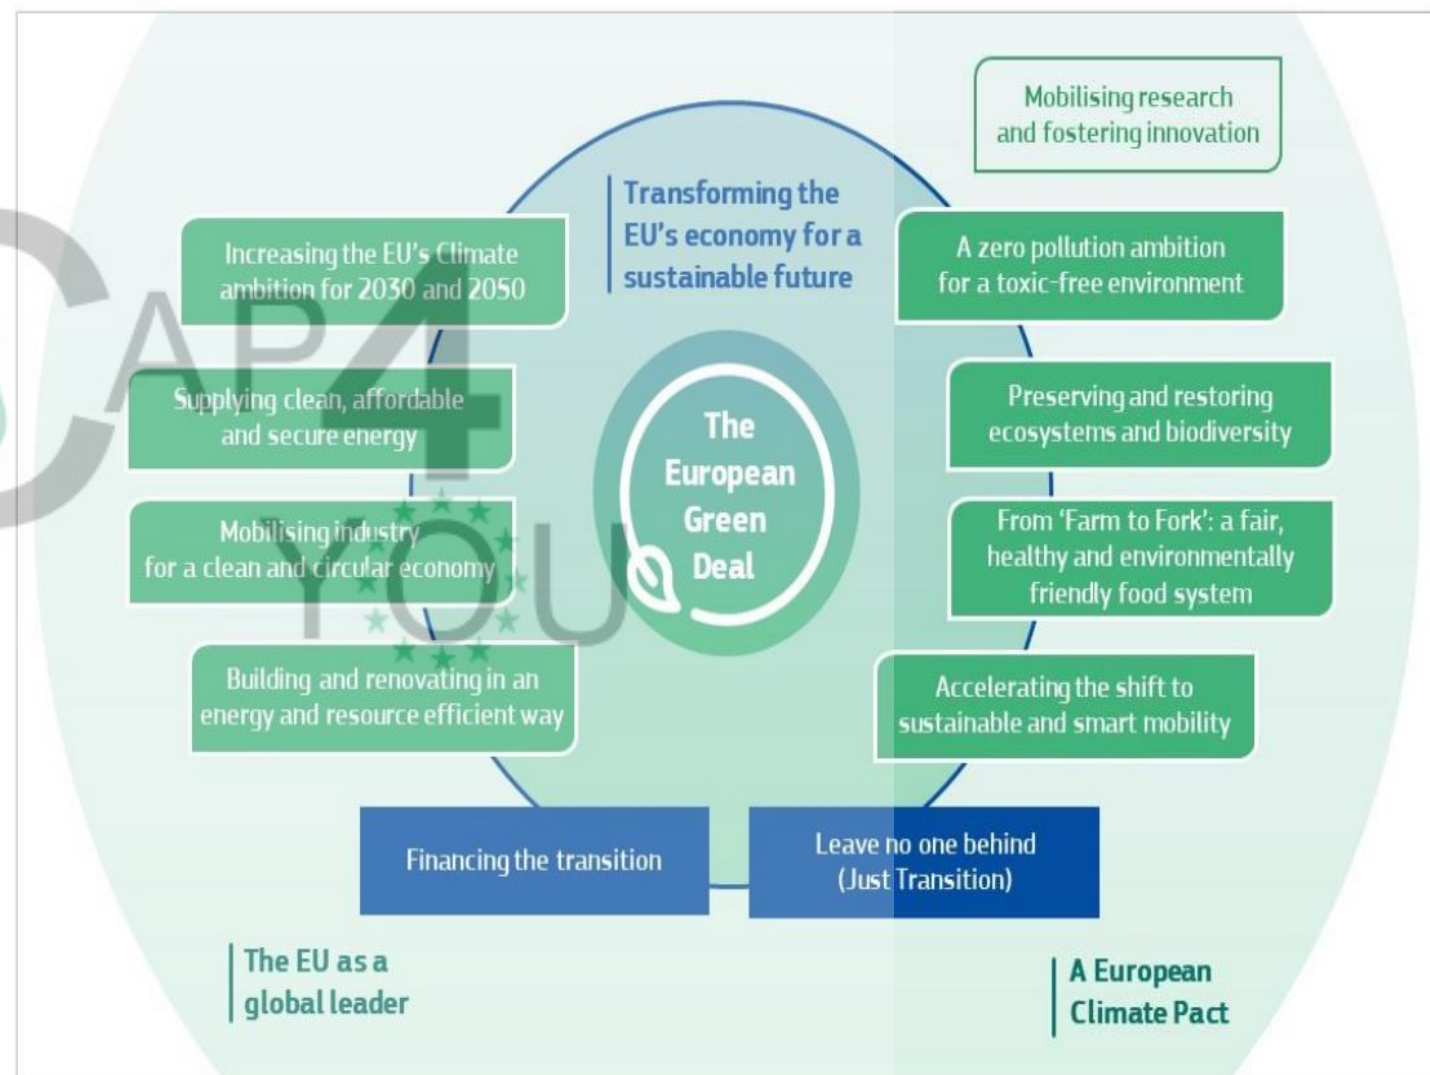 Mobilising research
and fostering innovation
Transforming the
EU's economy for a
sustainable future
Increasing the EU's Climate
ambition for 2030 and 2050
A zero pollution ambition
for a toxic-free environment
Supplying clean, affordable
and secure energy
Preserving and restoring
ecosystems and biodiversity
The
European
Green
Deal
Mobilising industry
for a clean and circular economy
From ‘Farm to Fork’: a fair,
healthy and environmentally
friendly food system
Building and renovating in an
energy and resource efficient way
Accelerating the shift to
sustainable and smart mobility
Financing the transition
Leave no one behind
(Just Transition)
The EU as a
global leader
A European
Climate Pact
CAP4
YOU